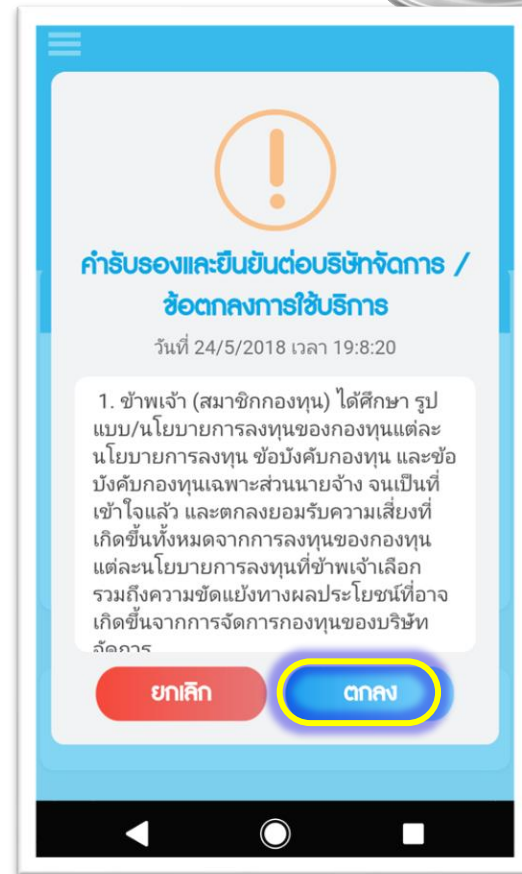 !
คำรับรองและยืนยันต่อบริษัทจัดการ /
ข้อตกลงการใช้บริการ
วันที่ 24/5/2018 เวลา 19:8:20
1. ข้าพเจ้า (สมาชิกกองทุน) ได้ศึกษา รูป
แบบ/นโยบายการลงทุนของกองทุนแต่ละ
นโยบายการลงทุน ข้อบังคับกองทุน และข้อ
บังคับกองทุนเฉพาะส่วนนายจ้าง จนเป็นที่
เข้าใจแล้ว และตกลงยอมรับความเสี่ยงที่
เกิดขึ้นทั้งหมดจากการลงทุนของกองทุน
แต่ละนโยบายการลงทุนที่ข้าพเจ้าเลือก
รวมถึงความขัดแย้งทางผลประโยชน์ที่อาจ
เกิดขึ้นจากการจัดการกองทุนของบริษัท
ยกเลิก ตกลง